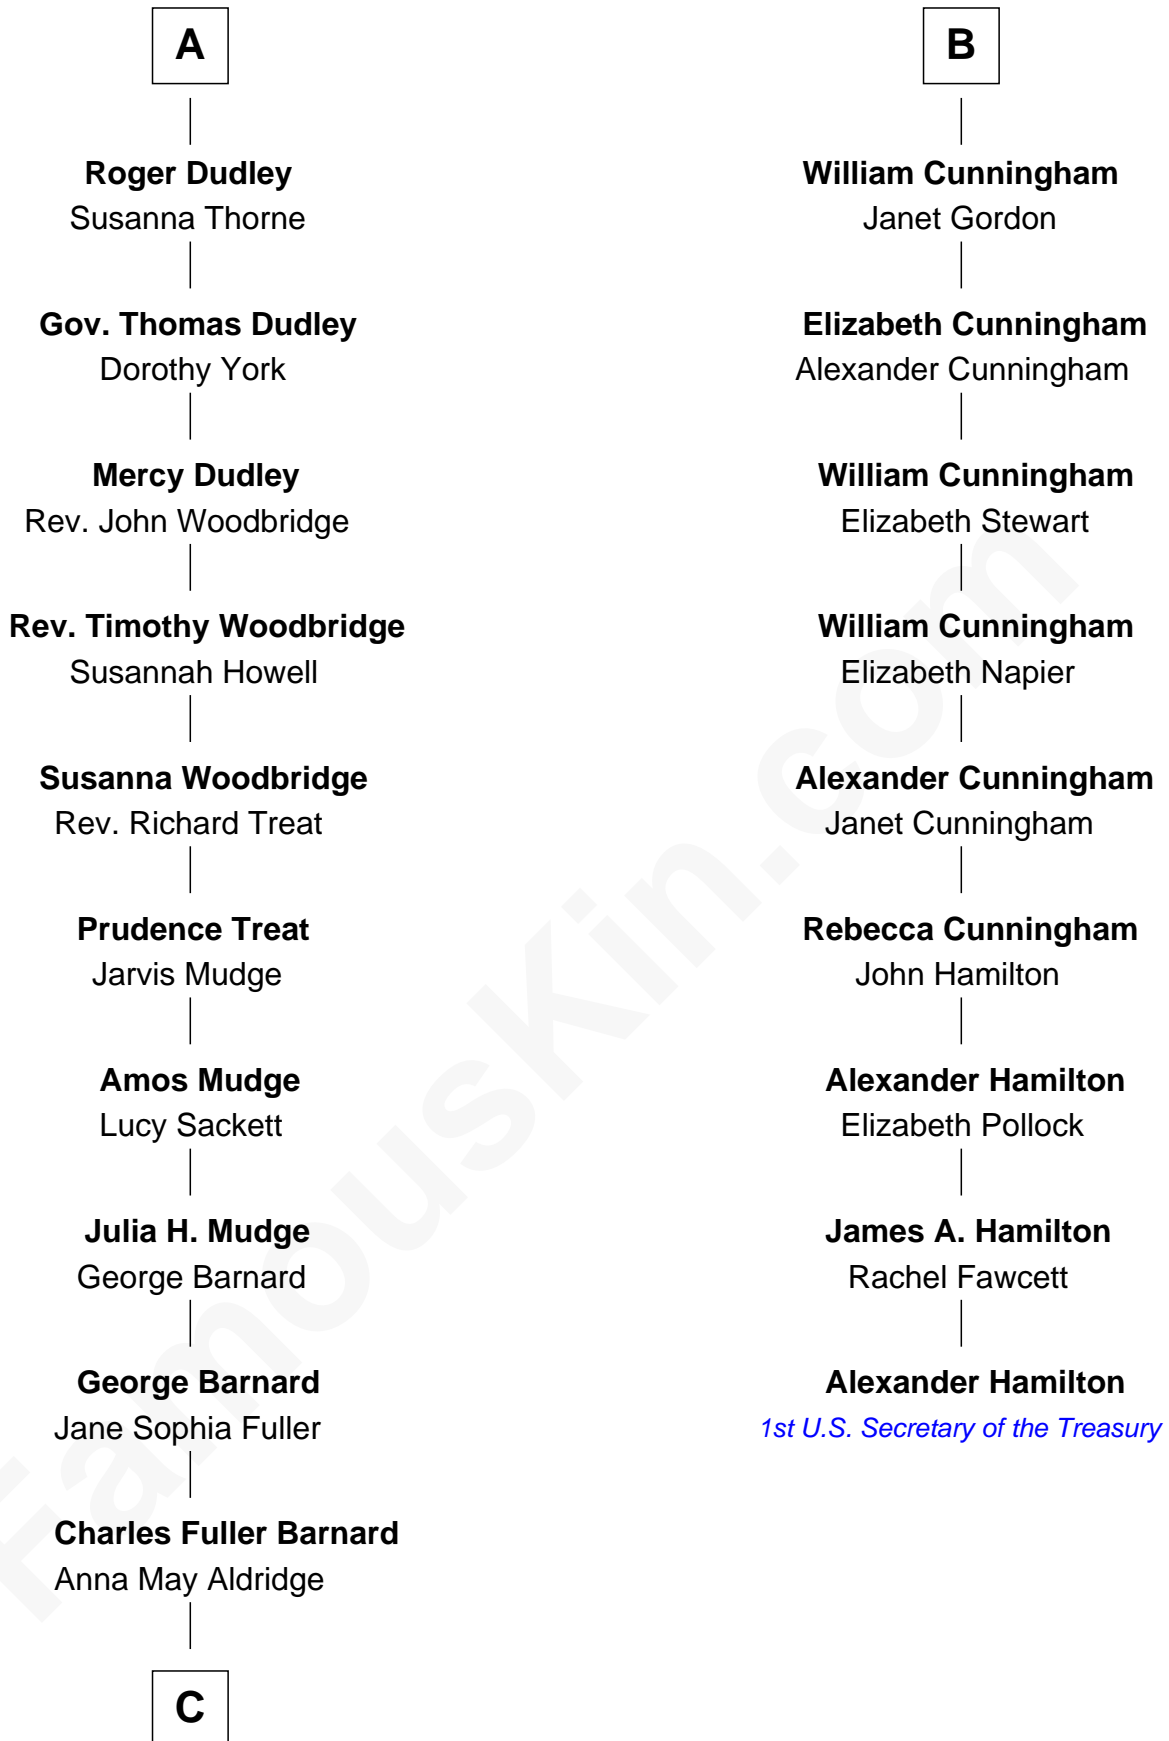 A
Roger Dudley
Susanna Thorne
Gov. Thomas Dudley
Dorothy York
Mercy Dudley
Rev. John Woodbridge
Rev. Timothy Woodbridge
Susannah Howell
Susanna Woodbridge
Rev. Richard Treat
Prudence Treat
Jarvis Mudge
Amos Mudge
Lucy Sackett
Julia H. Mudge
George Barnard
George Barnard
Jane Sophia Fuller
Charles Fuller Barnard
Anna May Aldridge
C
B
William Cunningham
Janet Gordon
Elizabeth Cunningham
Alexander Cunningham
William Cunningham
Elizabeth Stewart
William Cunningham
Elizabeth Napier
Alexander Cunningham
Janet Cunningham
Rebecca Cunningham
John Hamilton
Alexander Hamilton
Elizabeth Pollock
James A. Hamilton
Rachel Fawcett
Alexander Hamilton
1st U.S. Secretary of the Treasury
FamousKin.com